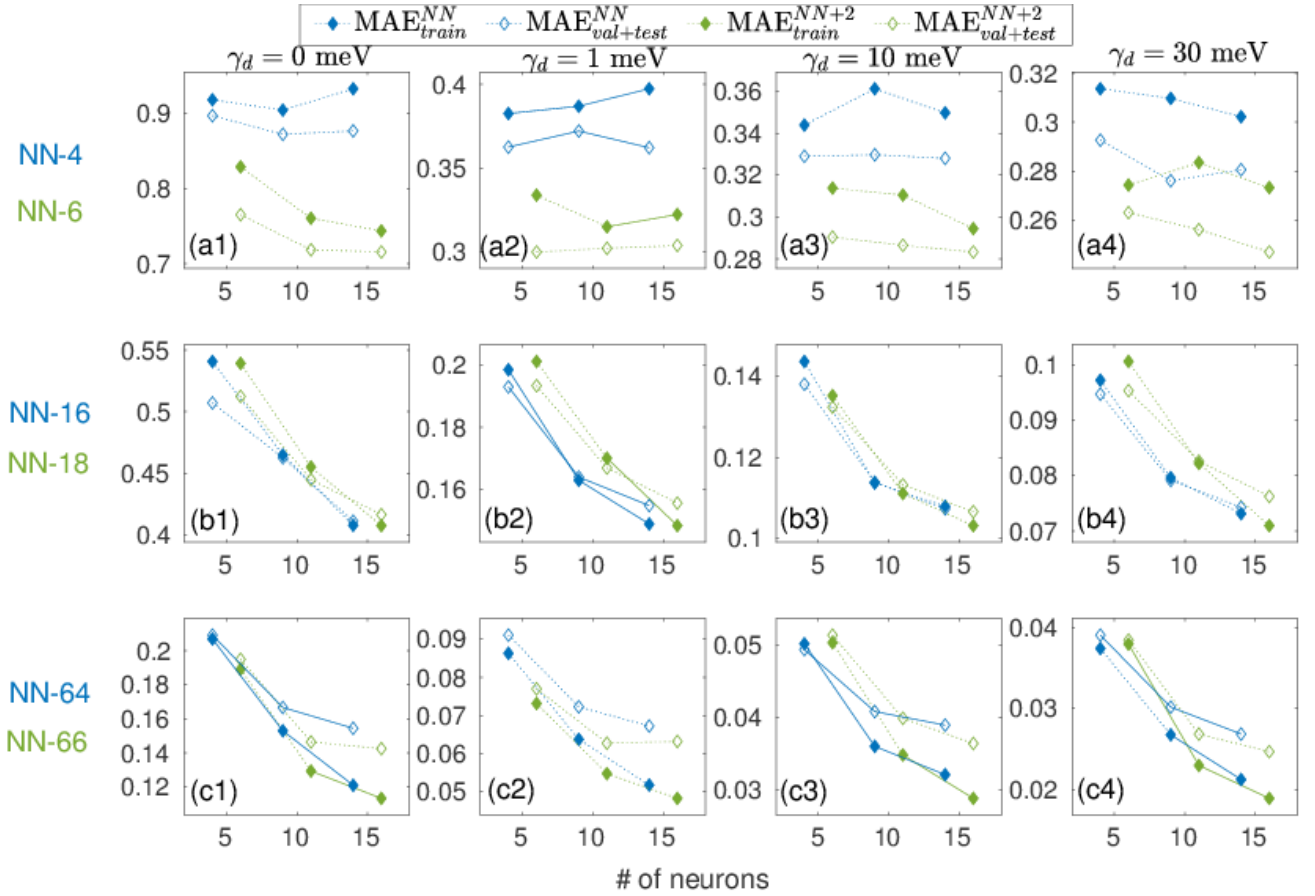 MAE^{NN}_{train} MAE^{NN}_{val+test} MAE^{NN+2}_{train} MAE^{NN+2}_{val+test}
γ_d = 0 meV γ_d = 1 meV γ_d = 10 meV γ_d = 30 meV
NN-4
NN-6
0.9
0.8
0.7
(a1)
5 10 15
0.4
0.35
0.3
(a2)
5 10 15
0.36
0.34
0.32
0.3
0.28
(a3)
5 10 15
0.32
0.3
0.28
0.26
(a4)
5 10 15
NN-16
NN-18
0.55
0.5
0.45
0.4
(b1)
5 10 15
0.2
0.18
0.16
(b2)
5 10 15
0.14
0.12
0.1
(b3)
5 10 15
0.1
0.09
0.08
0.07
(b4)
5 10 15
NN-64
NN-66
0.2
0.18
0.16
0.14
0.12
(c1)
5 10 15
0.09
0.08
0.07
0.06
0.05
(c2)
5 10 15
0.05
0.04
0.03
(c3)
5 10 15
0.04
0.03
0.02
(c4)
5 10 15
# of neurons